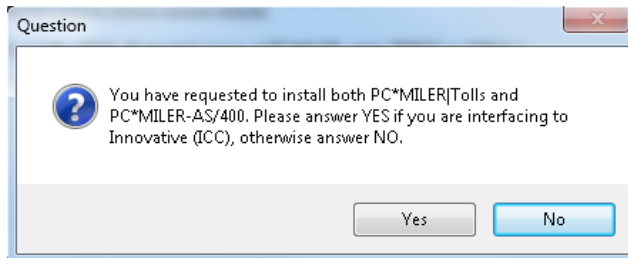 Question
You have requested to install both PC*MILER|Tolls and
PC*MILER-AS/400. Please answer YES if you are interfacing to
Innovative (ICC), otherwise answer NO.
Yes
No